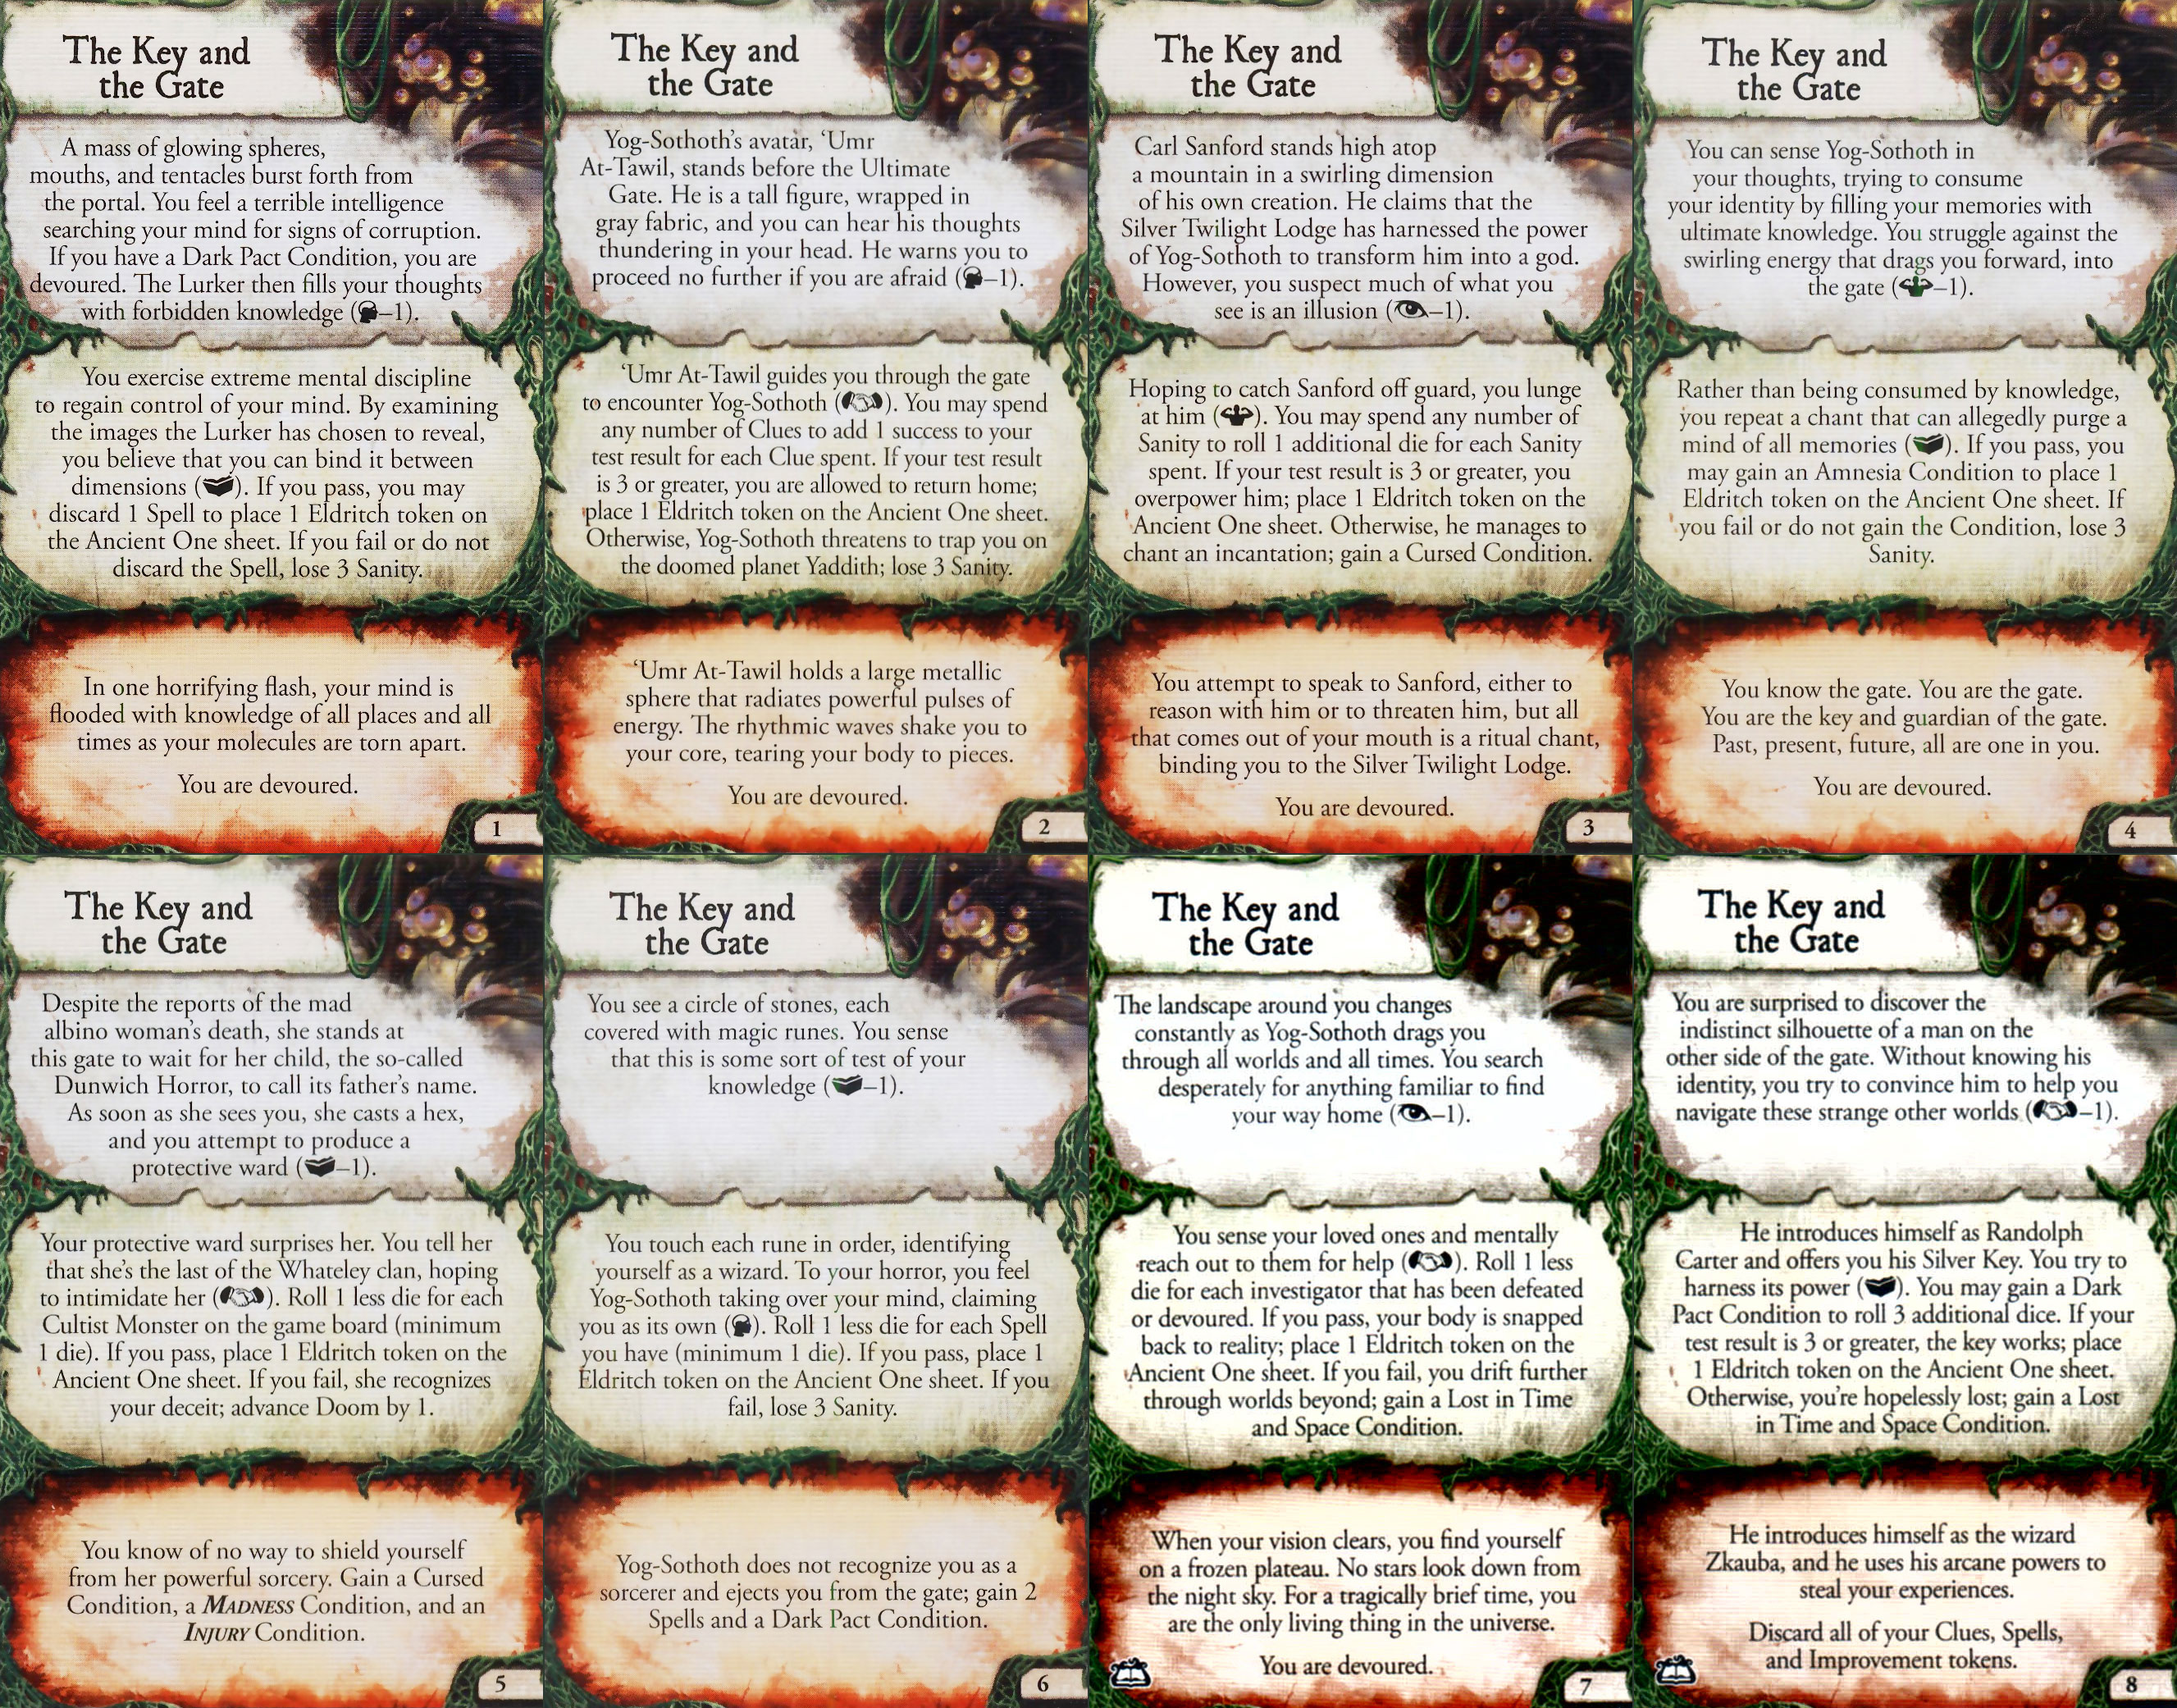 The Key and
the Gate
A mass of glowing spheres,
mouths, and tentacles burst forth from
the portal. You feel a terrible intelligence
searching your mind for signs of corruption.
If you have a Dark Pact Condition, you are
devoured. The Lurker then fills your thoughts
with forbidden knowledge (–1).
You exercise extreme mental discipline
to regain control of your mind. By examining
the images the Lurker has chosen to reveal,
you believe that you can bind it between
dimensions (). If you pass, you may
discard 1 Spell to place 1 Eldritch token on
the Ancient One sheet. If you fail or do not
discard the Spell, lose 3 Sanity.
In one horrifying flash, your mind is
flooded with knowledge of all places and all
times as your molecules are torn apart.
You are devoured.
1
The Key and
the Gate
Yog-Sothoth's avatar, ‘Umr
At-Tawil, stands before the Ultimate
Gate. He is a tall figure, wrapped in
gray fabric, and you can hear his thoughts
thundering in your head. He warns you to
proceed no further if you are afraid (–1).
‘Umr At-Tawil guides you through the gate
to encounter Yog-Sothoth (). You may spend
any number of Clues to add 1 success to your
test result for each Clue spent. If your test result
is 3 or greater, you are allowed to return home;
place 1 Eldritch token on the Ancient One sheet.
Otherwise, Yog-Sothoth threatens to trap you on
the doomed planet Yaddith; lose 3 Sanity.
‘Umr At-Tawil holds a large metallic
sphere that radiates powerful pulses of
energy. The rhythmic waves shake you to
your core, tearing your body to pieces.
You are devoured.
2
The Key and
the Gate
Carl Sanford stands high atop
a mountain in a swirling dimension
of his own creation. He claims that the
Silver Twilight Lodge has harnessed the power
of Yog-Sothoth to transform him into a god.
However, you suspect much of what you
see is an illusion (–1).
Hoping to catch Sanford off guard, you lunge
at him (). You may spend any number of
Sanity to roll 1 additional die for each Sanity
spent. If your test result is 3 or greater, you
overpower him; place 1 Eldritch token on the
Ancient One sheet. Otherwise, he manages to
chant an incantation; gain a Cursed Condition.
You attempt to speak to Sanford, either to
reason with him or to threaten him, but all
that comes out of your mouth is a ritual chant,
binding you to the Silver Twilight Lodge.
You are devoured.
3
The Key and
the Gate
You can sense Yog-Sothoth in
your thoughts, trying to consume
your identity by filling your memories with
ultimate knowledge. You struggle against the
swirling energy that drags you forward, into
the gate (–1).
Rather than being consumed by knowledge,
you repeat a chant that can allegedly purge a
mind of all memories (). If you pass, you
may gain an Amnesia Condition to place 1
Eldritch token on the Ancient One sheet. If
you fail or do not gain the Condition, lose 3
Sanity.
You know the gate. You are the gate.
You are the key and guardian of the gate.
Past, present, future, all are one in you.
You are devoured.
4
The Key and
the Gate
Despite the reports of the mad
albino woman's death, she stands at
this gate to wait for her child, the so-called
Dunwich Horror, to call its father's name.
As soon as she sees you, she casts a hex,
and you attempt to produce a
protective ward (–1).
Your protective ward surprises her. You tell her
that she's the last of the Whateley clan, hoping
to intimidate her (). Roll 1 less die for each
Cultist Monster on the game board (minimum
1 die). If you pass, place 1 Eldritch token on the
Ancient One sheet. If you fail, she recognizes
your deceit; advance Doom by 1.
You know of no way to shield yourself
from her powerful sorcery. Gain a Cursed
Condition, a MADNESS Condition, and an
INJURY Condition.
5
The Key and
the Gate
You see a circle of stones, each
covered with magic runes. You sense
that this is some sort of test of your
knowledge (–1).
You touch each rune in order, identifying
yourself as a wizard. To your horror, you feel
Yog-Sothoth taking over your mind, claiming
you as its own (). Roll 1 less die for each Spell
you have (minimum 1 die). If you pass, place 1
Eldritch token on the Ancient One sheet. If you
fail, lose 3 Sanity.
Yog-Sothoth does not recognize you as a
sorcerer and ejects you from the gate; gain 2
Spells and a Dark Pact Condition.
6
The Key and
the Gate
The landscape around you changes
constantly as Yog-Sothoth drags you
through all worlds and all times. You search
desperately for anything familiar to find
your way home (–1).
You sense your loved ones and mentally
reach out to them for help (). Roll 1 less
die for each investigator that has been defeated
or devoured. If you pass, your body is snapped
back to reality; place 1 Eldritch token on the
Ancient One sheet. If you fail, you drift further
through worlds beyond; gain a Lost in Time
and Space Condition.
When your vision clears, you find yourself
on a frozen plateau. No stars look down from
the night sky. For a tragically brief time, you
are the only living thing in the universe.
You are devoured.
7
The Key and
the Gate
You are surprised to discover the
indistinct silhouette of a man on the
other side of the gate. Without knowing his
identity, you try to convince him to help you
navigate these strange other worlds (–1).
He introduces himself as Randolph
Carter and offers you his Silver Key. You try to
harness its power (). You may gain a Dark
Pact Condition to roll 3 additional dice. If your
test result is 3 or greater, the key works; place
1 Eldritch token on the Ancient One sheet.
Otherwise, you're hopelessly lost; gain a Lost
in Time and Space Condition.
He introduces himself as the wizard
Zkauba, and he uses his arcane powers to
steal your experiences.
Discard all of your Clues, Spells,
and Improvement tokens.
8